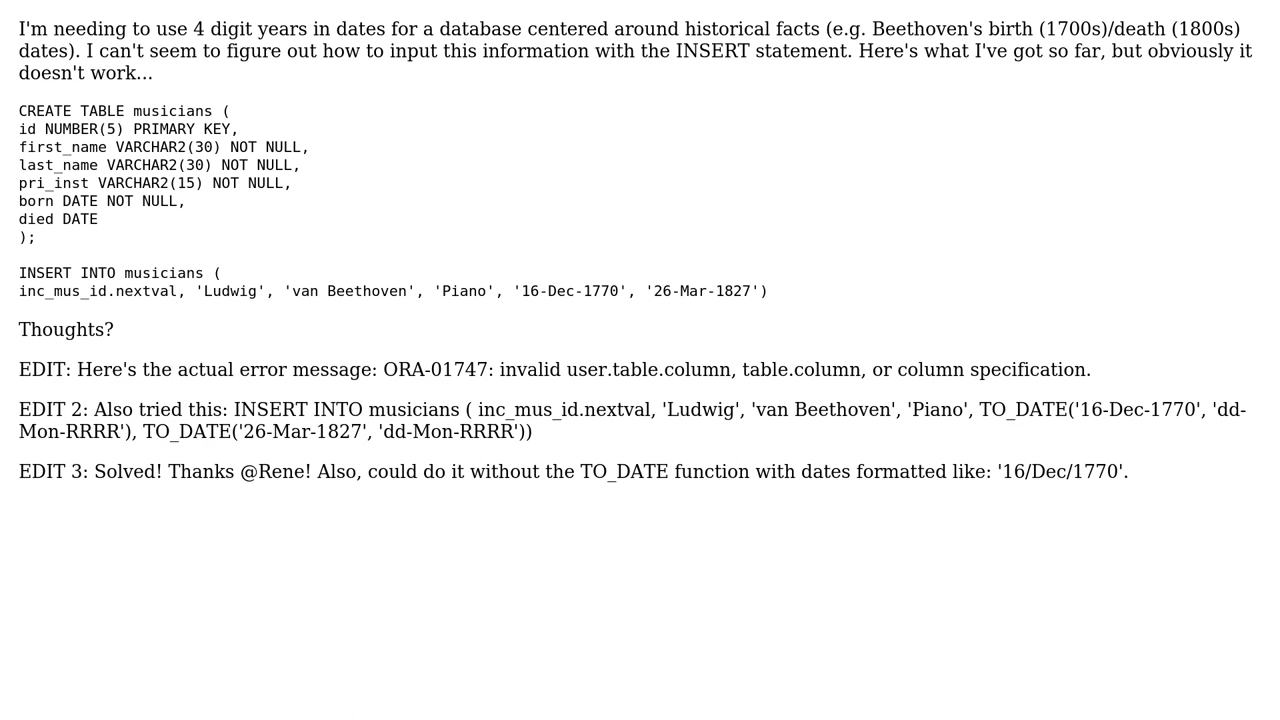 I'm needing to use 4 digit years in dates for a database centered around historical facts (e.g. Beethoven's birth (1700s)/death (1800s)
dates). I can't seem to figure out how to input this information with the INSERT statement. Here's what I've got so far, but obviously it
doesn't work...
CREATE TABLE musicians (
id NUMBER(5) PRIMARY KEY,
first_name VARCHAR2(30) NOT NULL,
last_name VARCHAR2(30) NOT NULL,
pri_inst VARCHAR2(15) NOT NULL,
born DATE NOT NULL,
died DATE
);
INSERT INTO musicians (
inc_mus_id.nextval, 'Ludwig', 'van Beethoven', 'Piano', '16-Dec-1770', '26-Mar-1827')
Thoughts?
EDIT: Here's the actual error message: ORA-01747: invalid user.table.column, table.column, or column specification.
EDIT 2: Also tried this: INSERT INTO musicians ( inc_mus_id.nextval, 'Ludwig', 'van Beethoven', 'Piano', TO_DATE('16-Dec-1770', 'dd-
Mon-RRRR'), TO_DATE('26-Mar-1827', 'dd-Mon-RRRR'))
EDIT 3: Solved! Thanks @Rene! Also, could do it without the TO_DATE function with dates formatted like: '16/Dec/1770'.